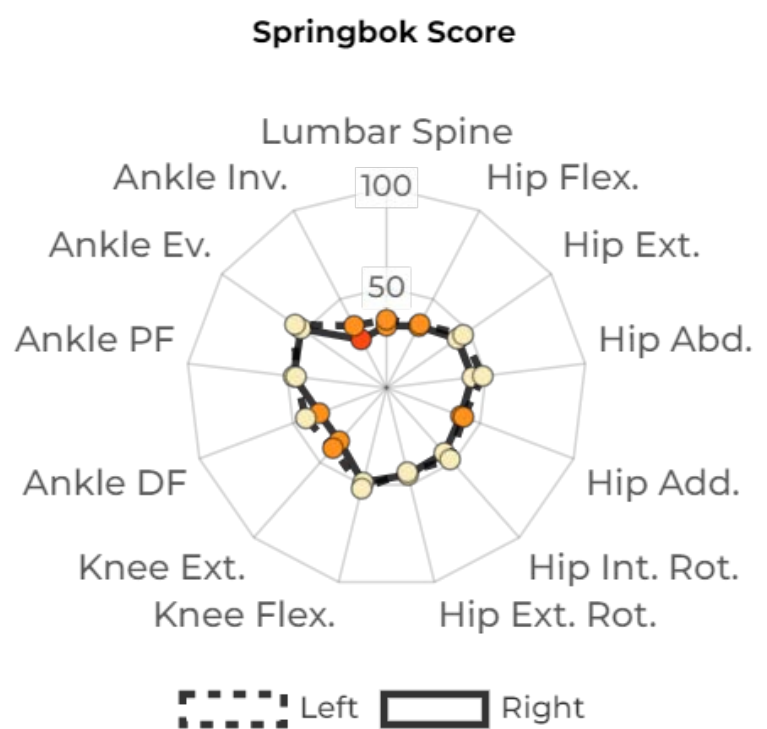 Springbok Score
Lumbar Spine
Ankle Inv.
Hip Flex.
100
Ankle Ev.
Hip Ext.
50
Ankle PF
Hip Abd.
Ankle DF
Hip Add.
Knee Ext.
Hip Int. Rot.
Knee Flex.
Hip Ext. Rot.
Left
Right